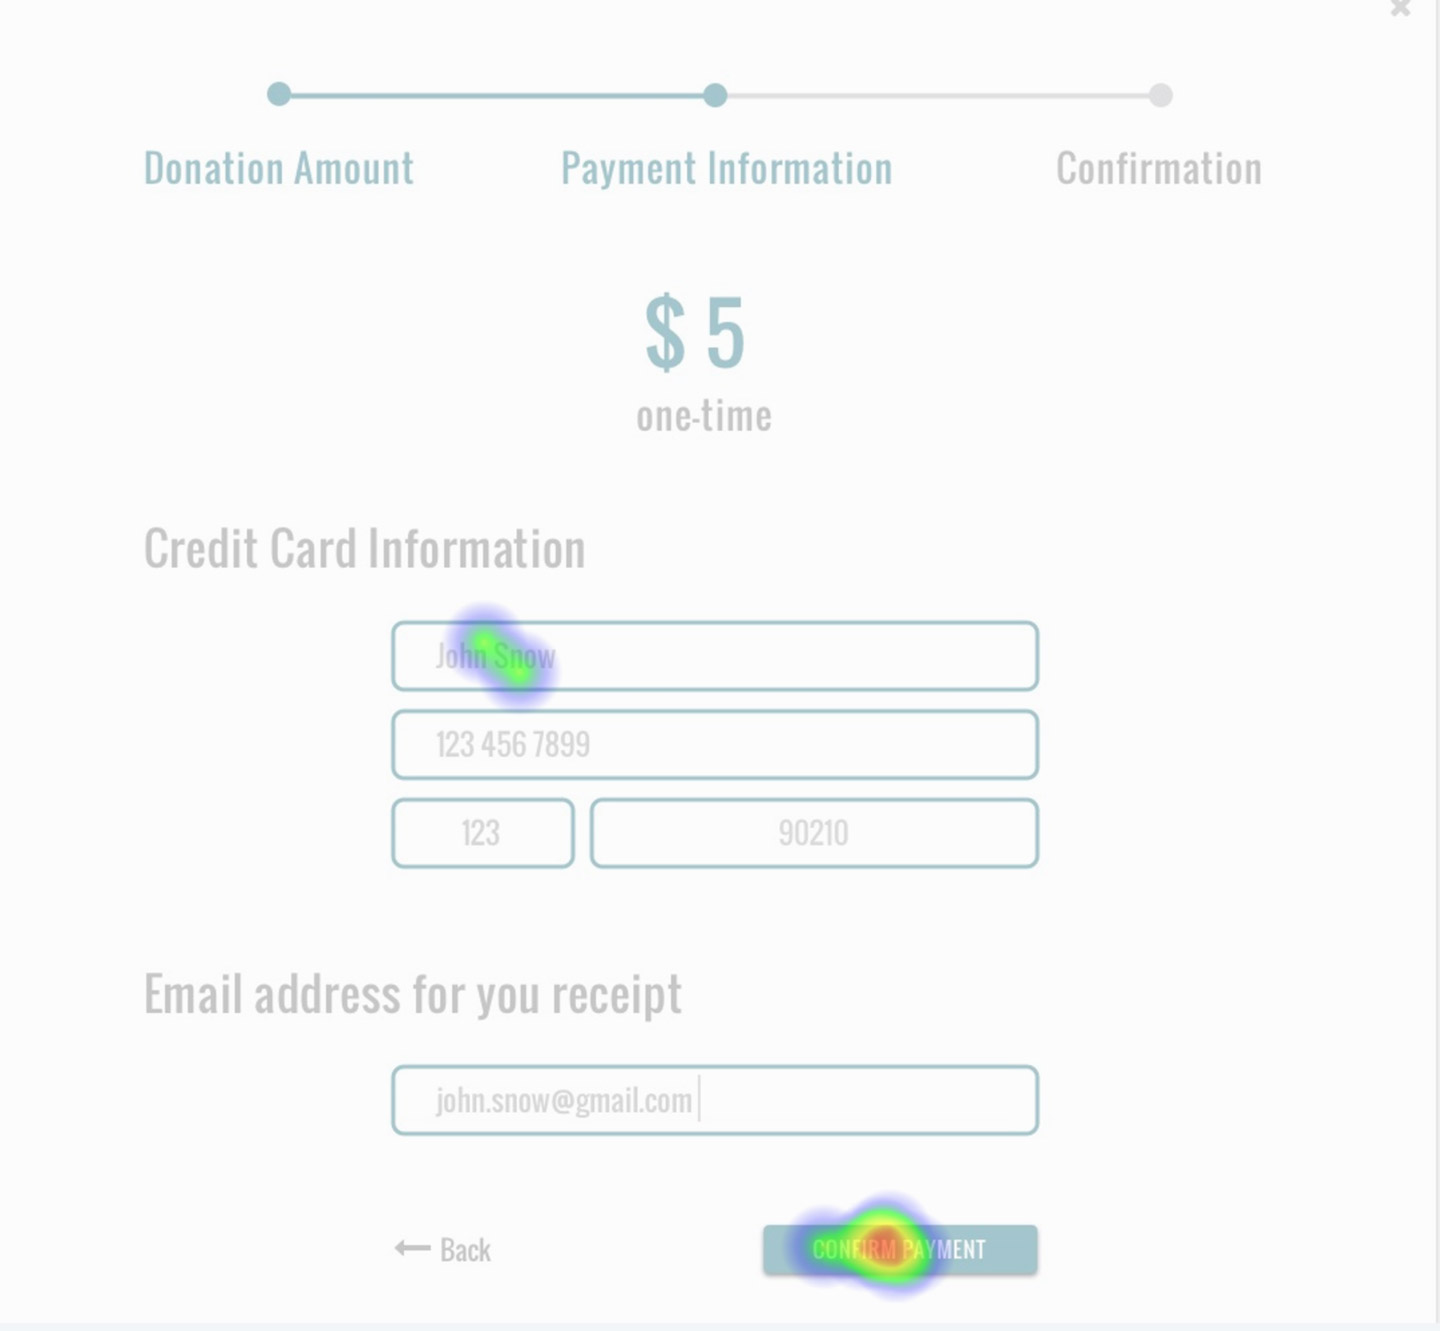 Donation Amount Payment Information Confirmation
$ 5
one-time
Credit Card Information
John Snow
123 456 7899
123 90210
Email address for you receipt
john.snow@gmail.com
Back CONFIRM PAYMENT